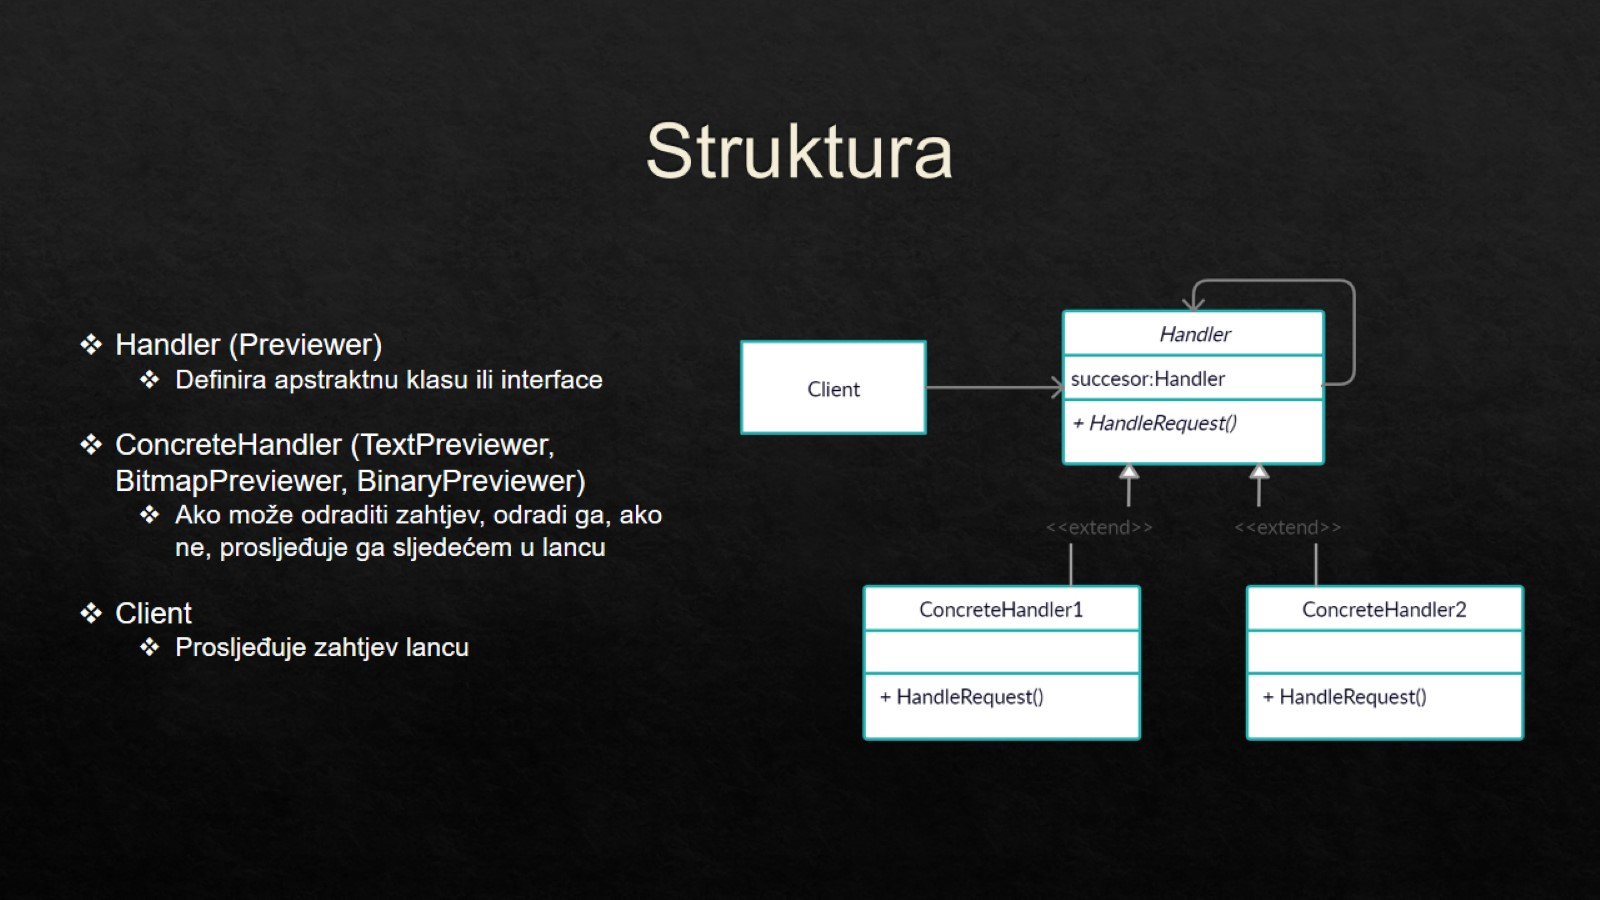 Struktura
❖ Handler (Previewer)
❖ Definira apstraktnu klasu ili interface
❖ ConcreteHandler (TextPreviewer,
BitmapPreviewer, BinaryPreviewer)
❖ Ako može odraditi zahtjev, odradi ga, ako
ne, prosljeđuje ga sljedećem u lancu
❖ Client
❖ Prosljeđuje zahtjev lancu
Client
Handler
succesor:Handler
+ HandleRequest()
<<extend>>
<<extend>>
ConcreteHandler1
+ HandleRequest()
ConcreteHandler2
+ HandleRequest()